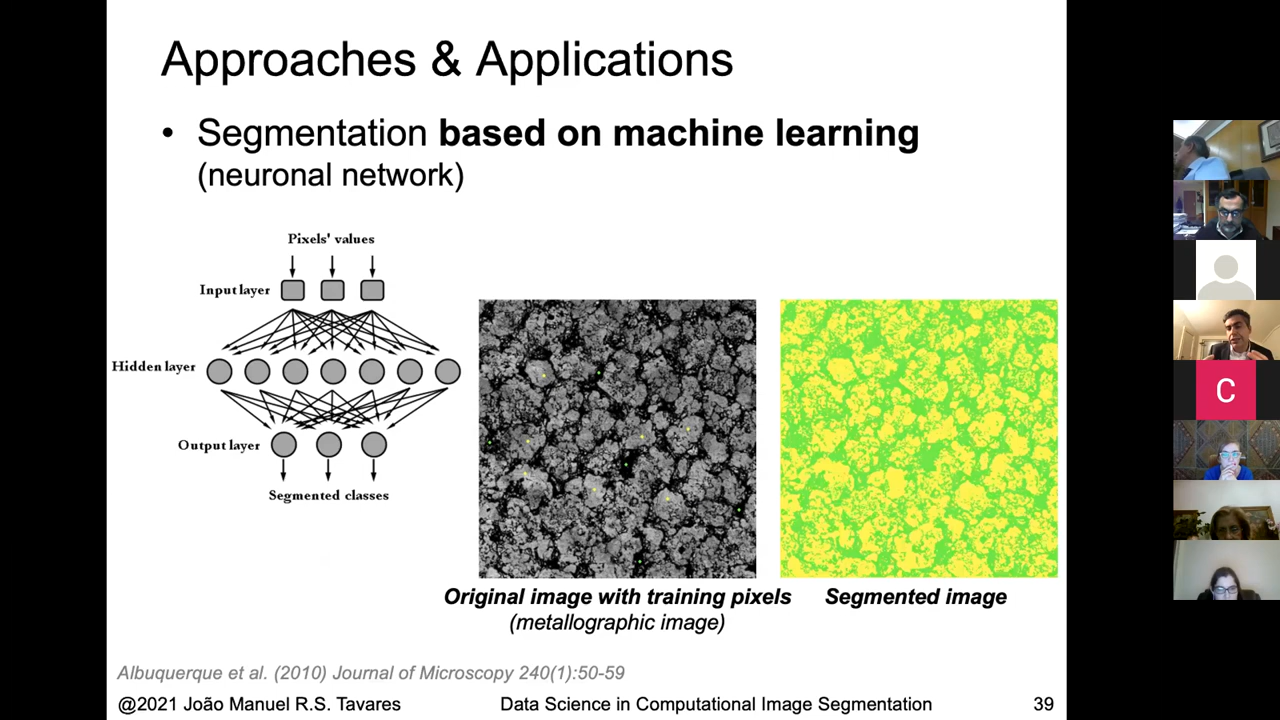 Approaches & Applications
• Segmentation based on machine learning
(neuronal network)
Pixels' values
Input layer
Hidden layer
Output layer
Segmented classes
Original image with training pixels
(metallographic image)
Segmented image
Albuquerque et al. (2010) Journal of Microscopy 240(1):50-59
@2021 João Manuel R.S. Tavares
Data Science in Computational Image Segmentation
39
C